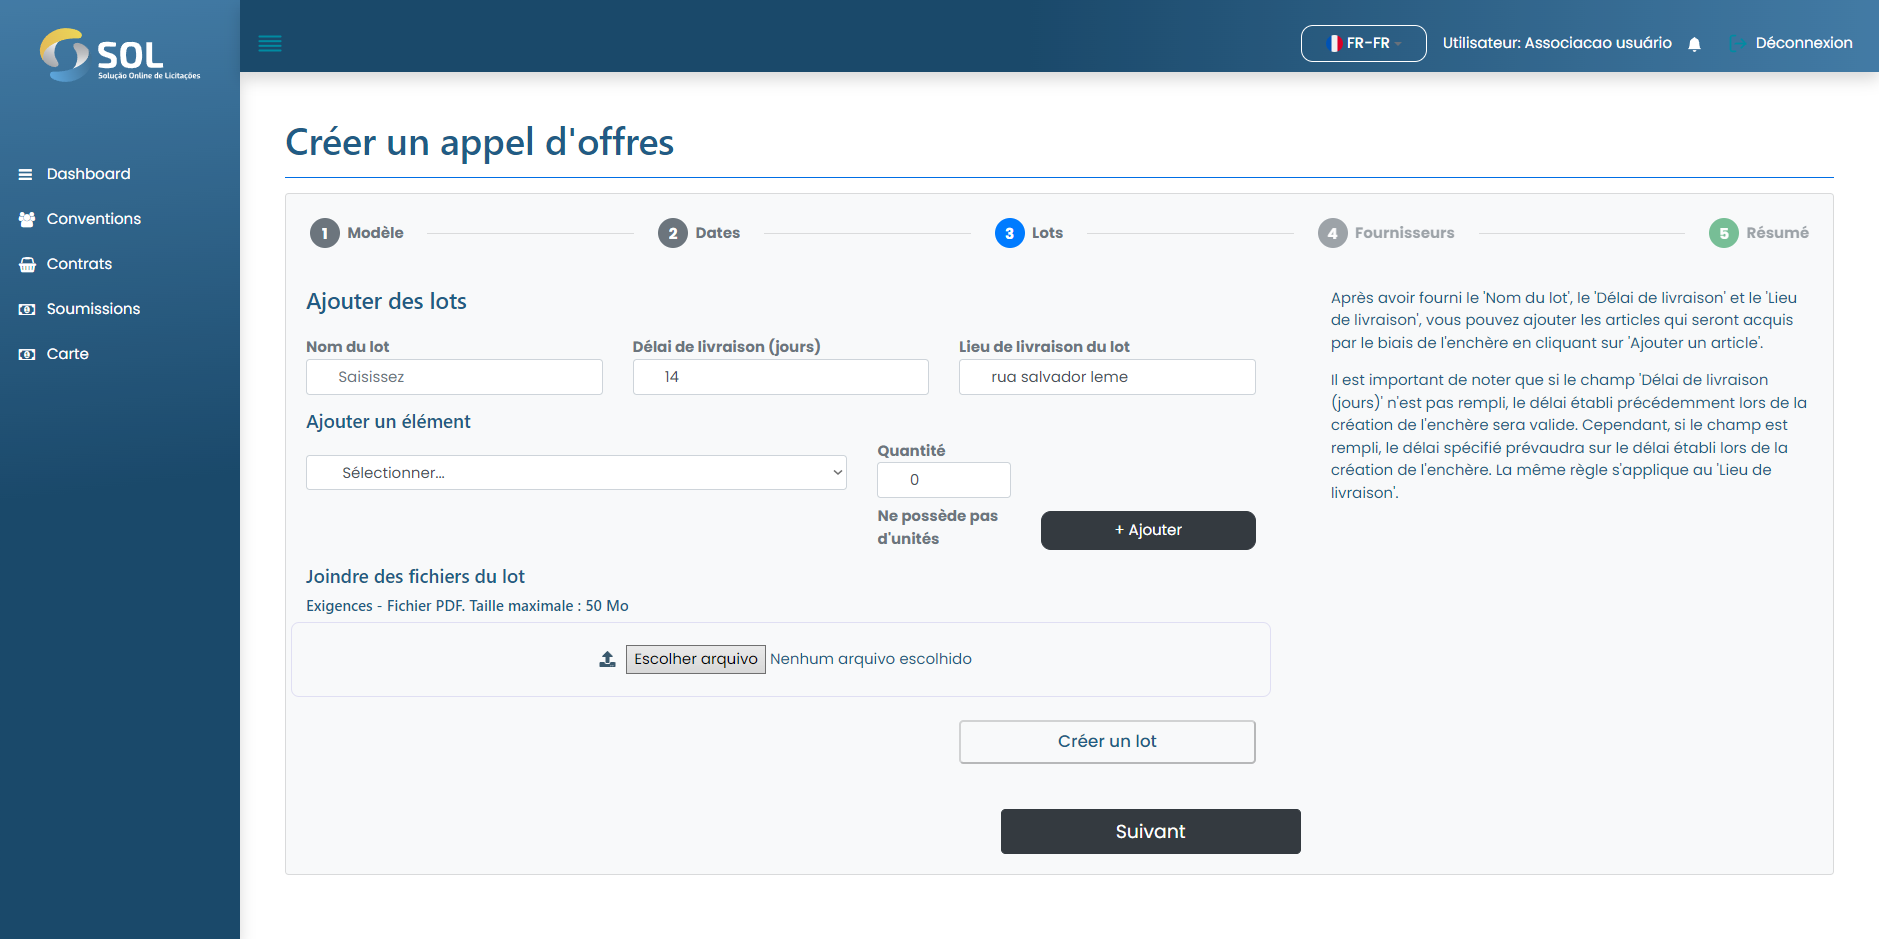 SOL
Solução Online de Licitações
FR-FR
Utilisateur: Associacao usuário
Déconnexion
Dashboard
Conventions
Contrats
Soumissions
Carte
Créer un appel d'offres
1 Modèle
2 Dates
3 Lots
4 Fournisseurs
5 Résumé
Ajouter des lots
Nom du lot
Délai de livraison (jours)
Lieu de livraison du lot
Saisissez
14
rua salvador leme
Ajouter un élément
Sélectionner...
Quantité
0
Ne possède pas
d'unités
+ Ajouter
Joindre des fichiers du lot
Exigences - Fichier PDF. Taille maximale : 50 Mo
Escolher arquivo Nenhum arquivo escolhido
Créer un lot
Suivant
Après avoir fourni le 'Nom du lot', le 'Délai de livraison' et le 'Lieu
de livraison', vous pouvez ajouter les articles qui seront acquis
par le biais de l'enchère en cliquant sur 'Ajouter un article'.
Il est important de noter que si le champ 'Délai de livraison
(jours)' n'est pas rempli, le délai établi précédemment lors de la
création de l'enchère sera valide. Cependant, si le champ est
rempli, le délai spécifié prévaudra sur le délai établi lors de la
création de l'enchère. La même règle s'applique au 'Lieu de
livraison'.